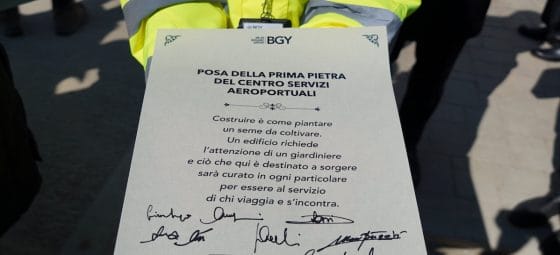 BGY
POSA DELLA PRIMA PIETRA
DEL CENTRO SERVIZI
AEROPORTUALI
Costruire è come piantare
un seme da coltivare.
Un edificio richiede
l'attenzione di un giardiniere
e ciò che qui è destinato a sorgere
sarà curato in ogni particolare
per essere al servizio
di chi viaggia e s'incontra.